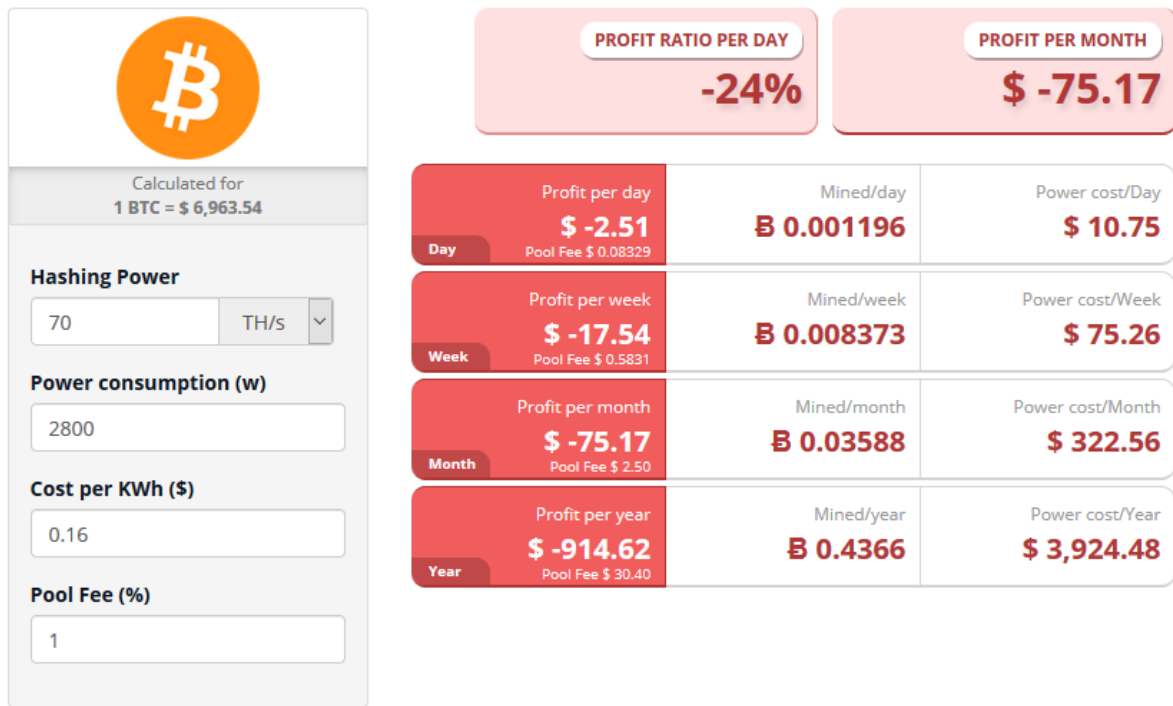 Calculated for
1 BTC = $ 6,963.54
Hashing Power
70 TH/s
Power consumption (w)
2800
Cost per KWh ($)
0.16
Pool Fee (%)
1
PROFIT RATIO PER DAY
-24%
PROFIT PER MONTH
$ -75.17
Profit per day
$ -2.51
Pool Fee $ 0.08329
Day
Mined/day
Ƀ 0.001196
Power cost/Day
$ 10.75
Profit per week
$ -17.54
Pool Fee $ 0.5831
Week
Mined/week
Ƀ 0.008373
Power cost/Week
$ 75.26
Profit per month
$ -75.17
Pool Fee $ 2.50
Month
Mined/month
Ƀ 0.03588
Power cost/Month
$ 322.56
Profit per year
$ -914.62
Pool Fee $ 30.40
Year
Mined/year
Ƀ 0.4366
Power cost/Year
$ 3,924.48